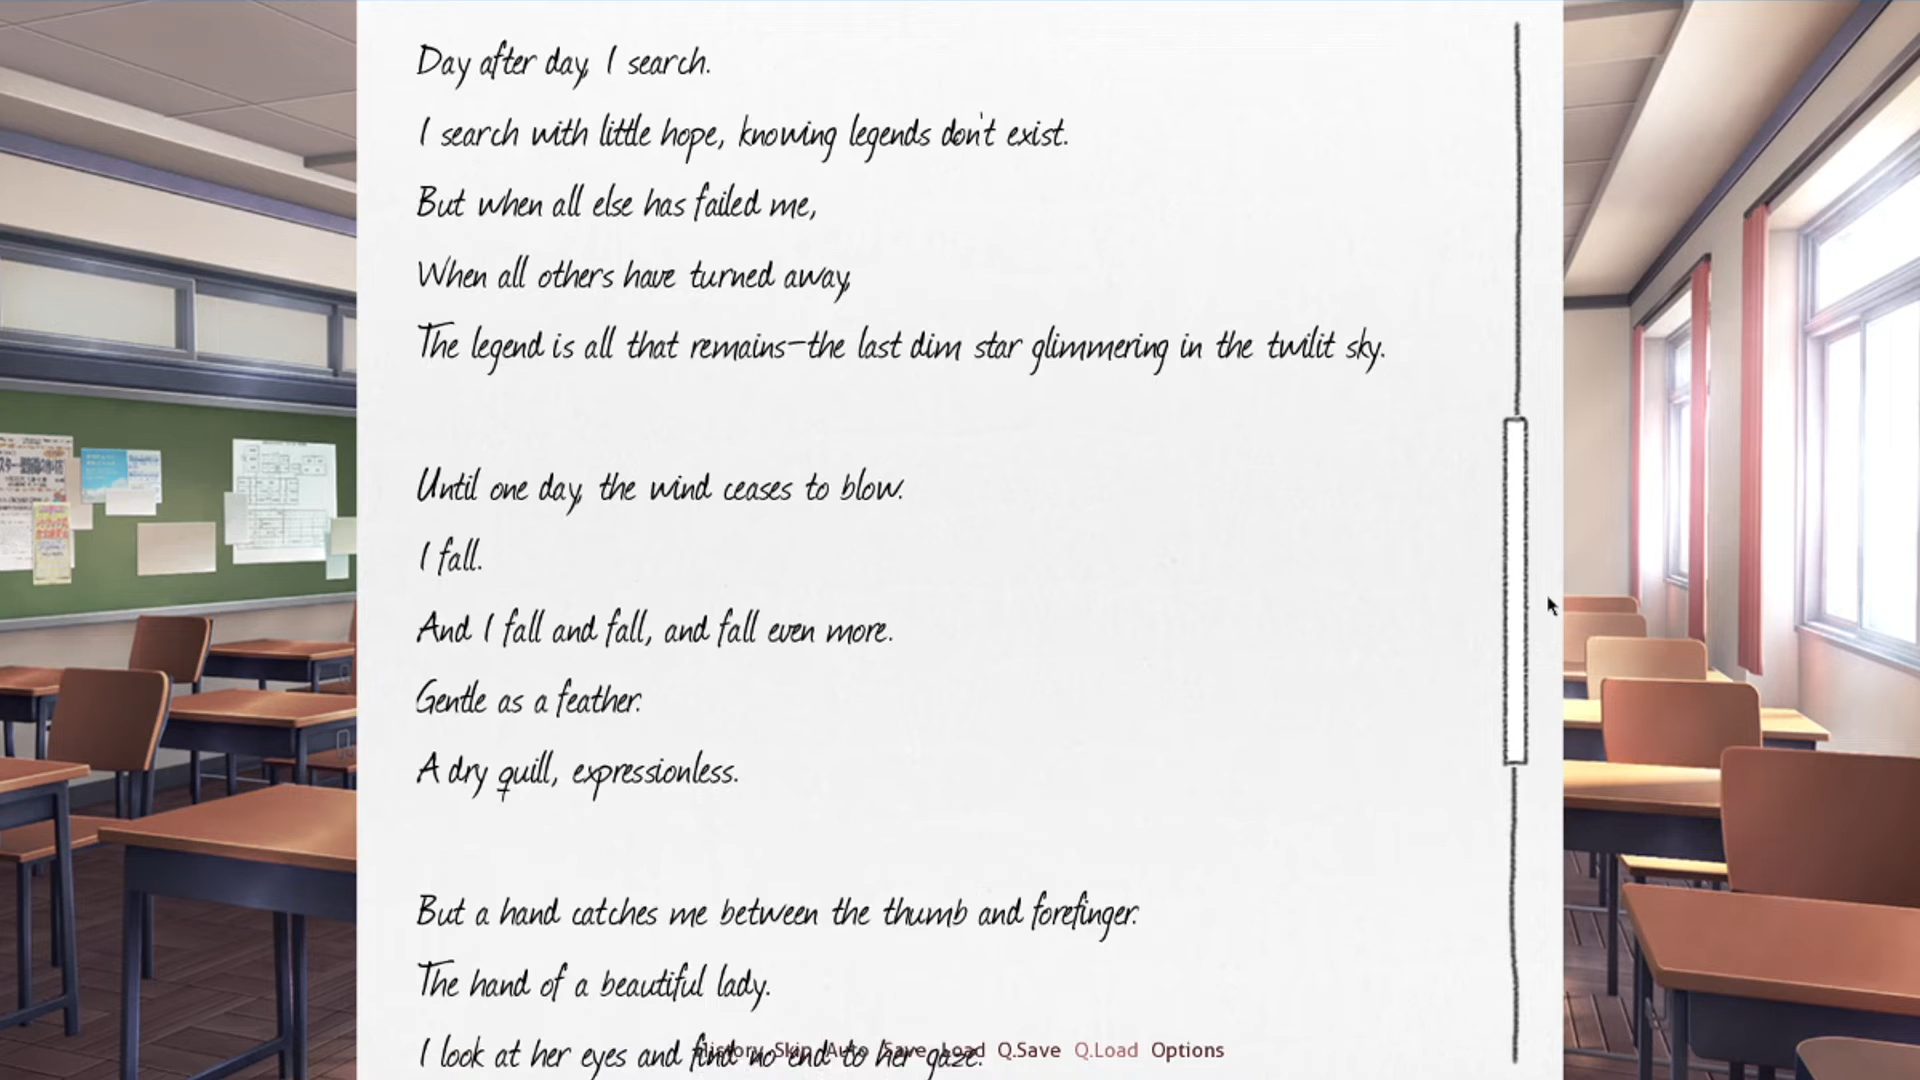 Day after day, I search.
I search with little hope, knowing legends don't exist.
But when all else has failed me,
When all others have turned away,
The legend is all that remains—the last dim star glimmering in the twilit sky.
Until one day, the wind ceases to blow.
I fall.
And I fall and fall, and fall even more.
Gentle as a feather.
A dry quill, expressionless.
But a hand catches me between the thumb and forefinger.
The hand of a beautiful lady.
I look at her eyes and find no end to her gaze.
History Skip Auto Save Load Q.Save Q.Load Options